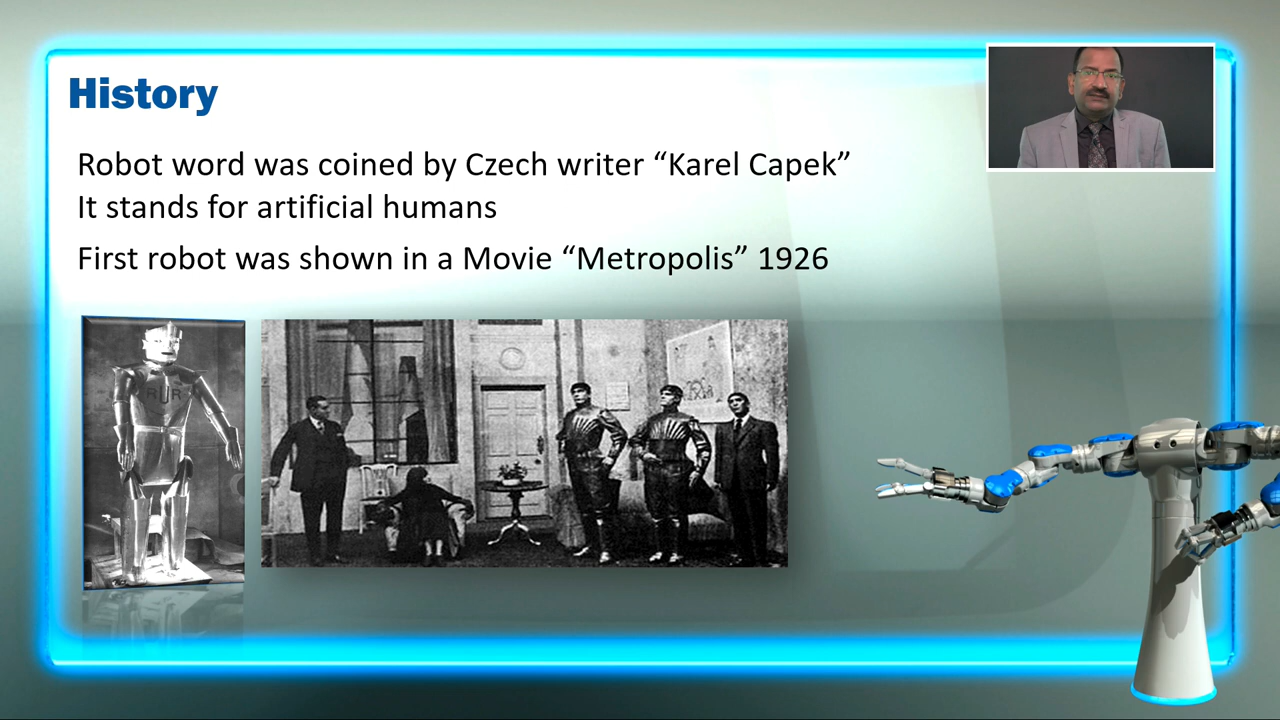 History
Robot word was coined by Czech writer “Karel Capek”
It stands for artificial humans
First robot was shown in a Movie “Metropolis” 1926
RUR